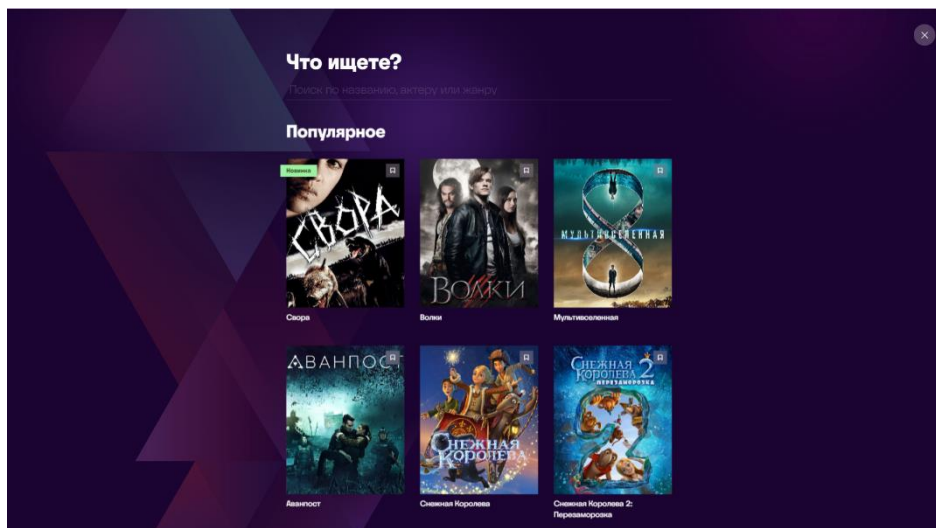 Что ищете?
Поиск по названию, актеру или жанру
Популярное
Новинка
СВОРА
ВОЛКИ
МУЛЬТИВСЕЛЕННАЯ
Свора
Волки
Мультивселенная
АВАНПОСТ
СНЕЖНАЯ
КОРОЛЕВА
СНЕЖНАЯ
КОРОЛЕВА 2
ПЕРЕЗАМОРОЗКА
Аванпост
Снежная Королева
Снежная Королева 2:
Перезаморозка